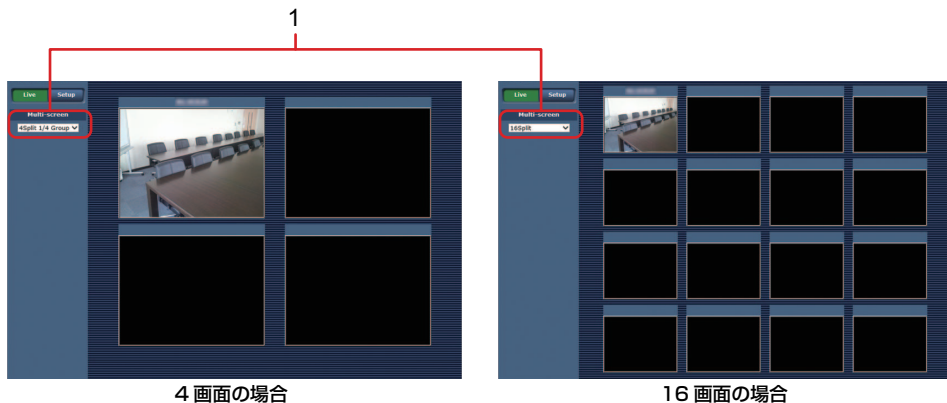 1
Live Setup
Multi-screen
4Split 1/4 Group
Live Setup
Multi-screen
16Split
4 画面の場合
16 画面の場合